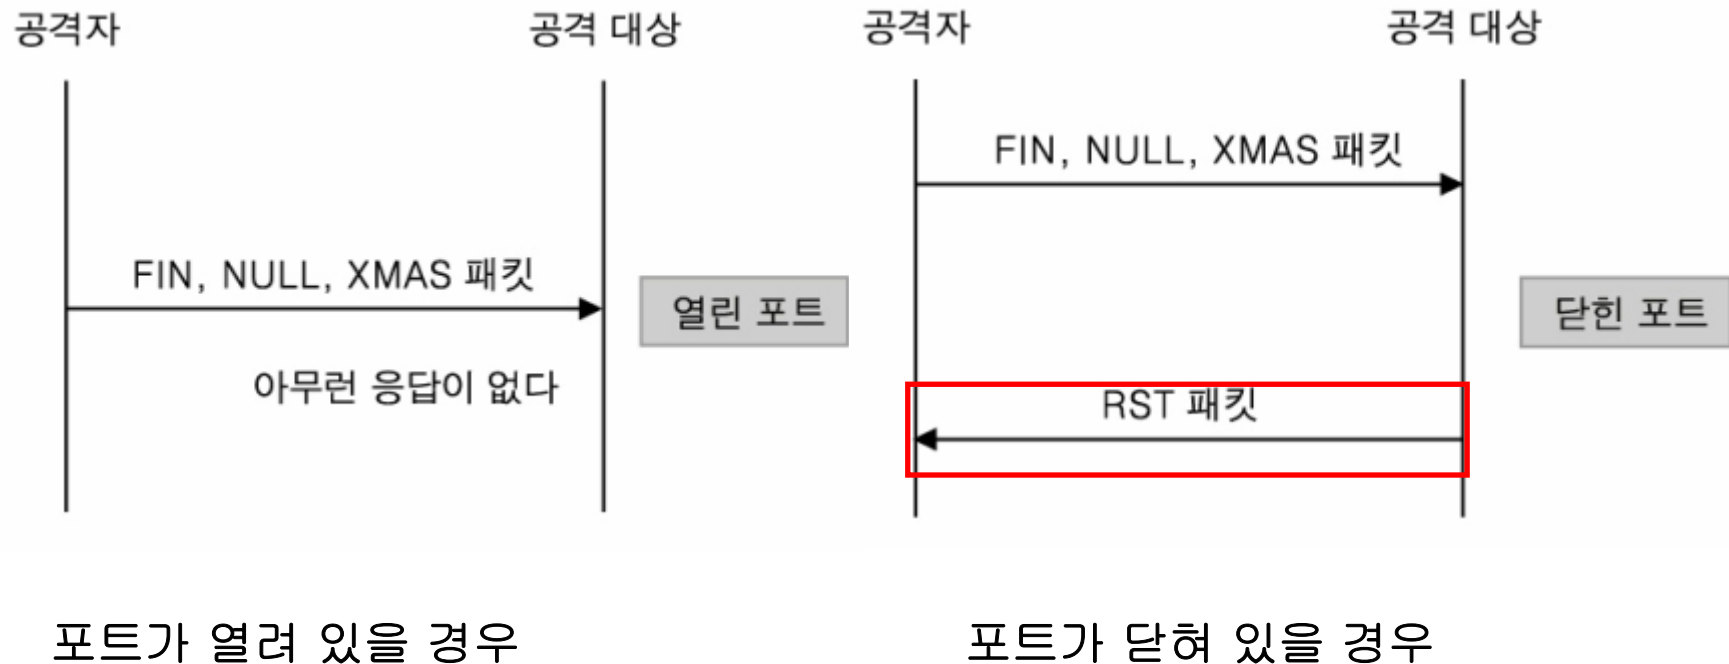 공격자
공격 대상
FIN, NULL, XMAS 패킷
열린 포트
아무런 응답이 없다
포트가 열려 있을 경우
공격자
공격 대상
FIN, NULL, XMAS 패킷
닫힌 포트
RST 패킷
포트가 닫혀 있을 경우